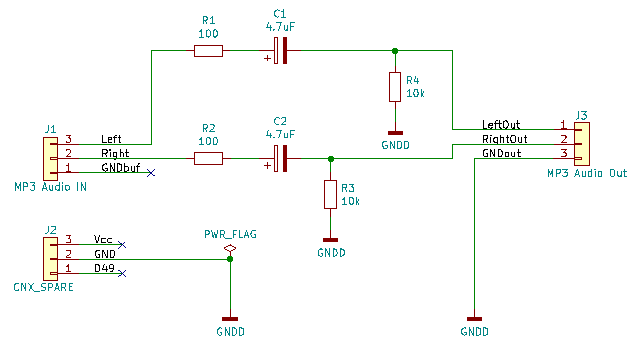 C1
R1
4.7uF
100
+
R4
10k
J1
C2
R2
4.7uF
100
J3
3
Left
LeftOut
1
GNDD
2
Right
RightOut
2
1
GNDbuf
+
GNDout
3
MP3 Audio IN
MP3 Audio Out
R3
10k
J2
PWR_FLAG
3
Vcc
GNDD
2
GND
1
D49
CNX_SPARE
GNDD
GNDD